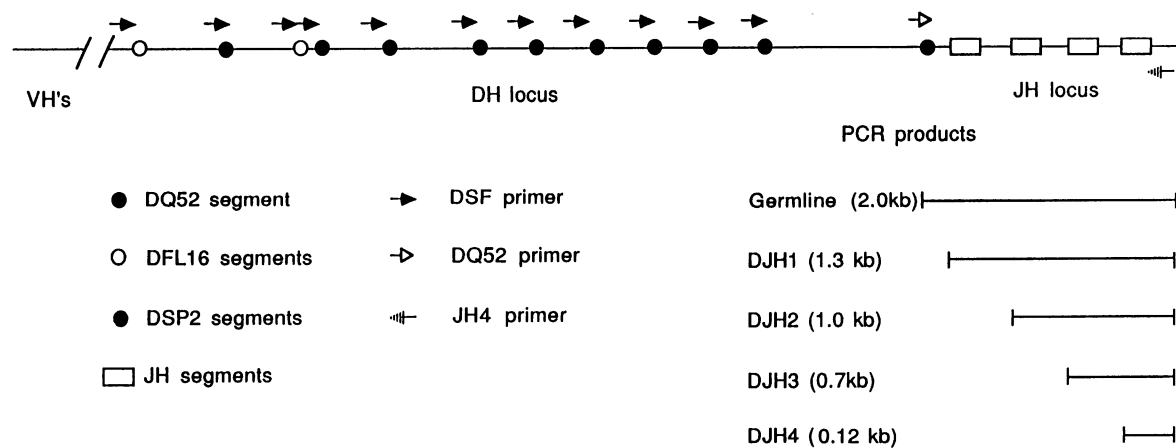 VH's
DH locus
JH locus
PCR products
DQ52 segment
DSF primer
Germline (2.0kb)
DFL16 segments
DQ52 primer
DJH1 (1.3 kb)
DSP2 segments
JH4 primer
DJH2 (1.0 kb)
JH segments
DJH3 (0.7kb)
DJH4 (0.12 kb)